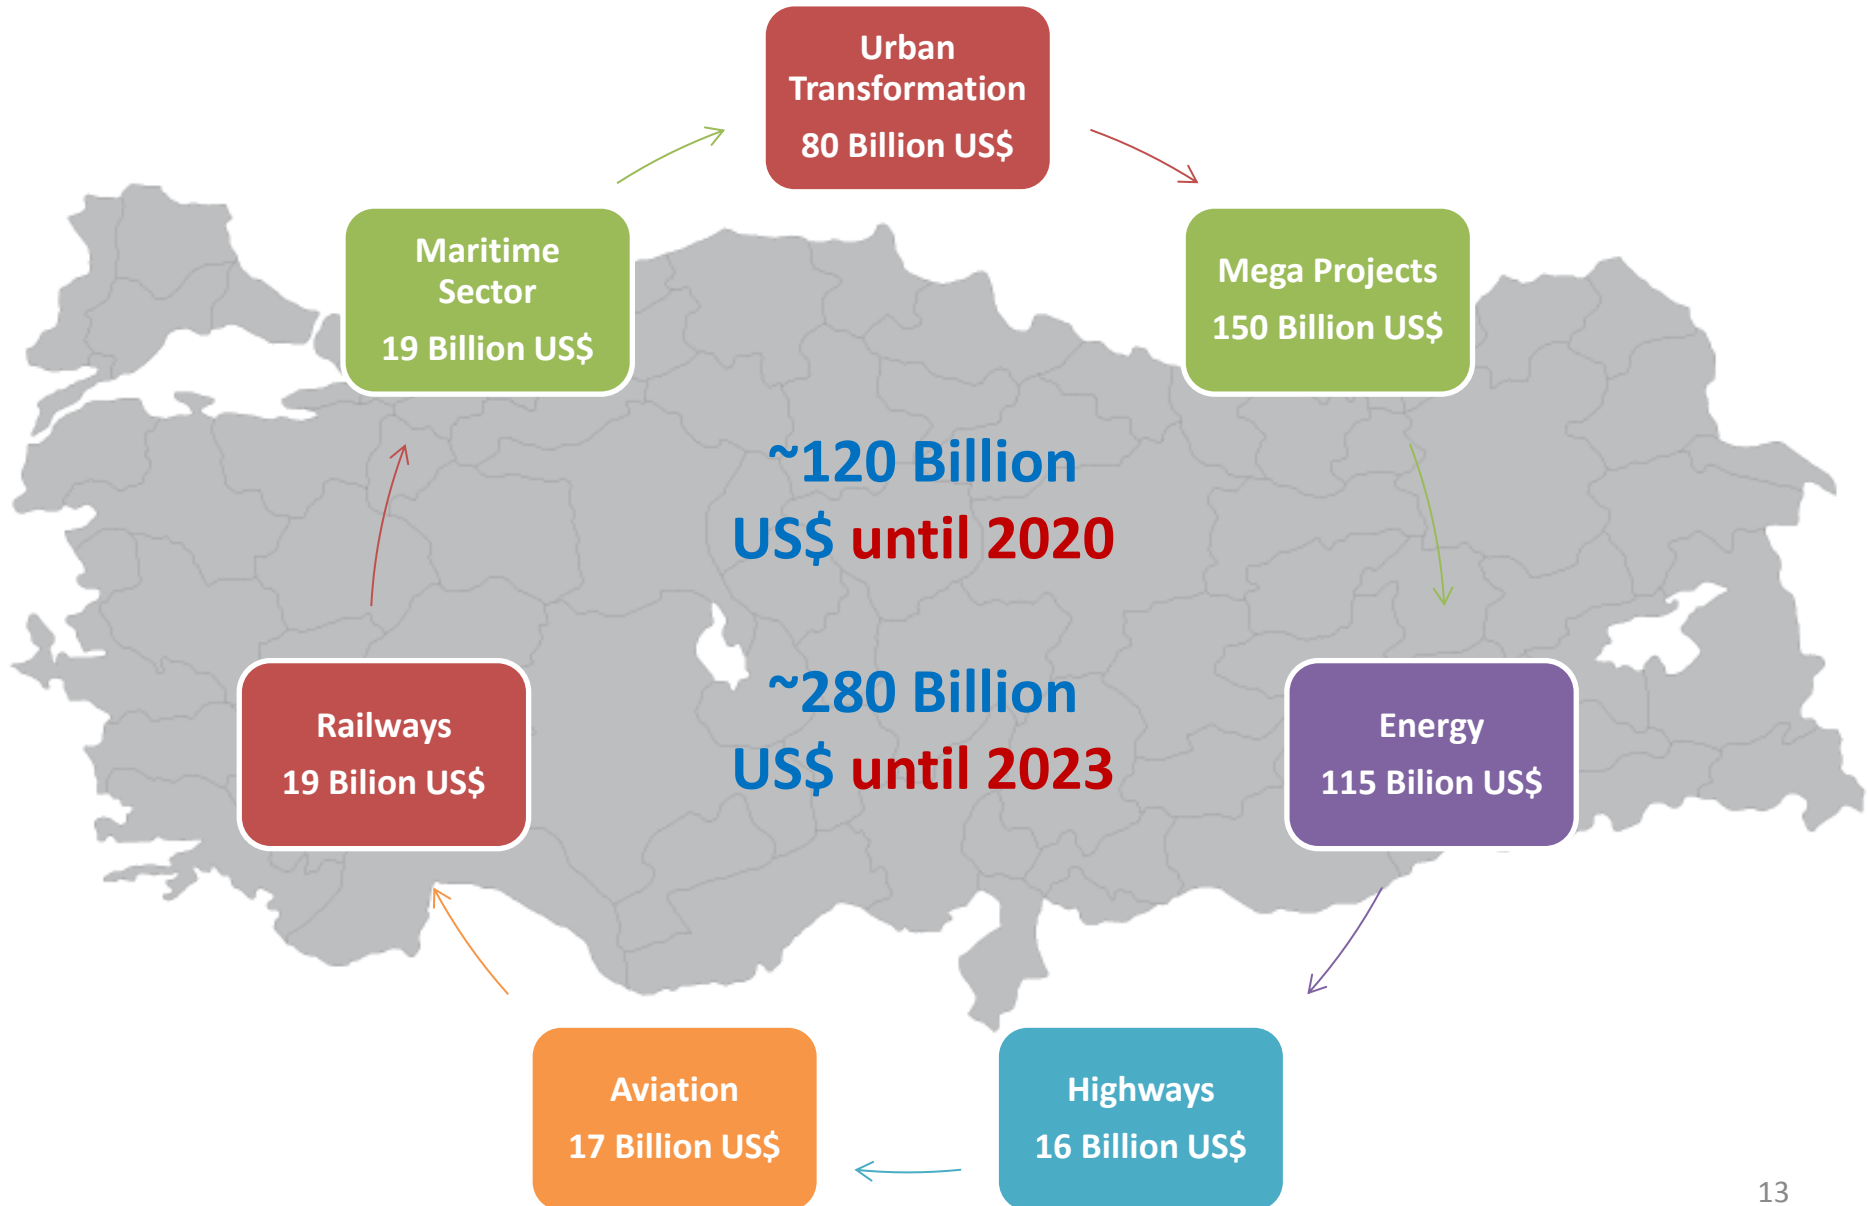 Urban
Transformation
80 Billion US$
Maritime
Sector
19 Billion US$
Mega Projects
150 Billion US$
~120 Billion
US$ until 2020
~280 Billion
US$ until 2023
Railways
19 Bilion US$
Energy
115 Bilion US$
Aviation
17 Billion US$
Highways
16 Billion US$
13